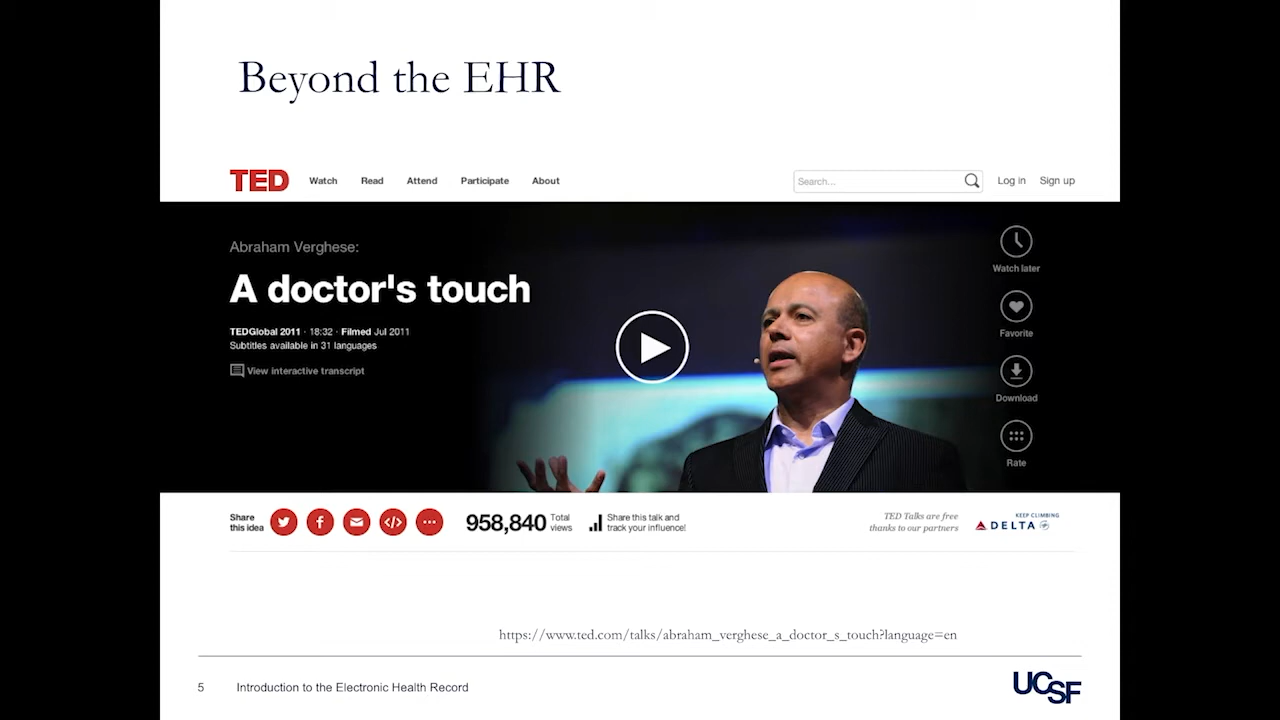 Beyond the EHR
TED Watch Read Attend Participate About Search... Log in Sign up
Abraham Verghese:
A doctor's touch
TEDGlobal 2011 · 18:32 · Filmed Jul 2011
Subtitles available in 31 languages
View interactive transcript
Watch later
Favorite
Download
Rate
Share
this idea
958,840 Total
views
Share this talk and
track your influence!
TED Talks are free
thanks to our partners
KEEP CLIMBING
DELTA
https://www.ted.com/talks/abraham_verghese_a_doctor_s_touch?language=en
5 Introduction to the Electronic Health Record
UCSF